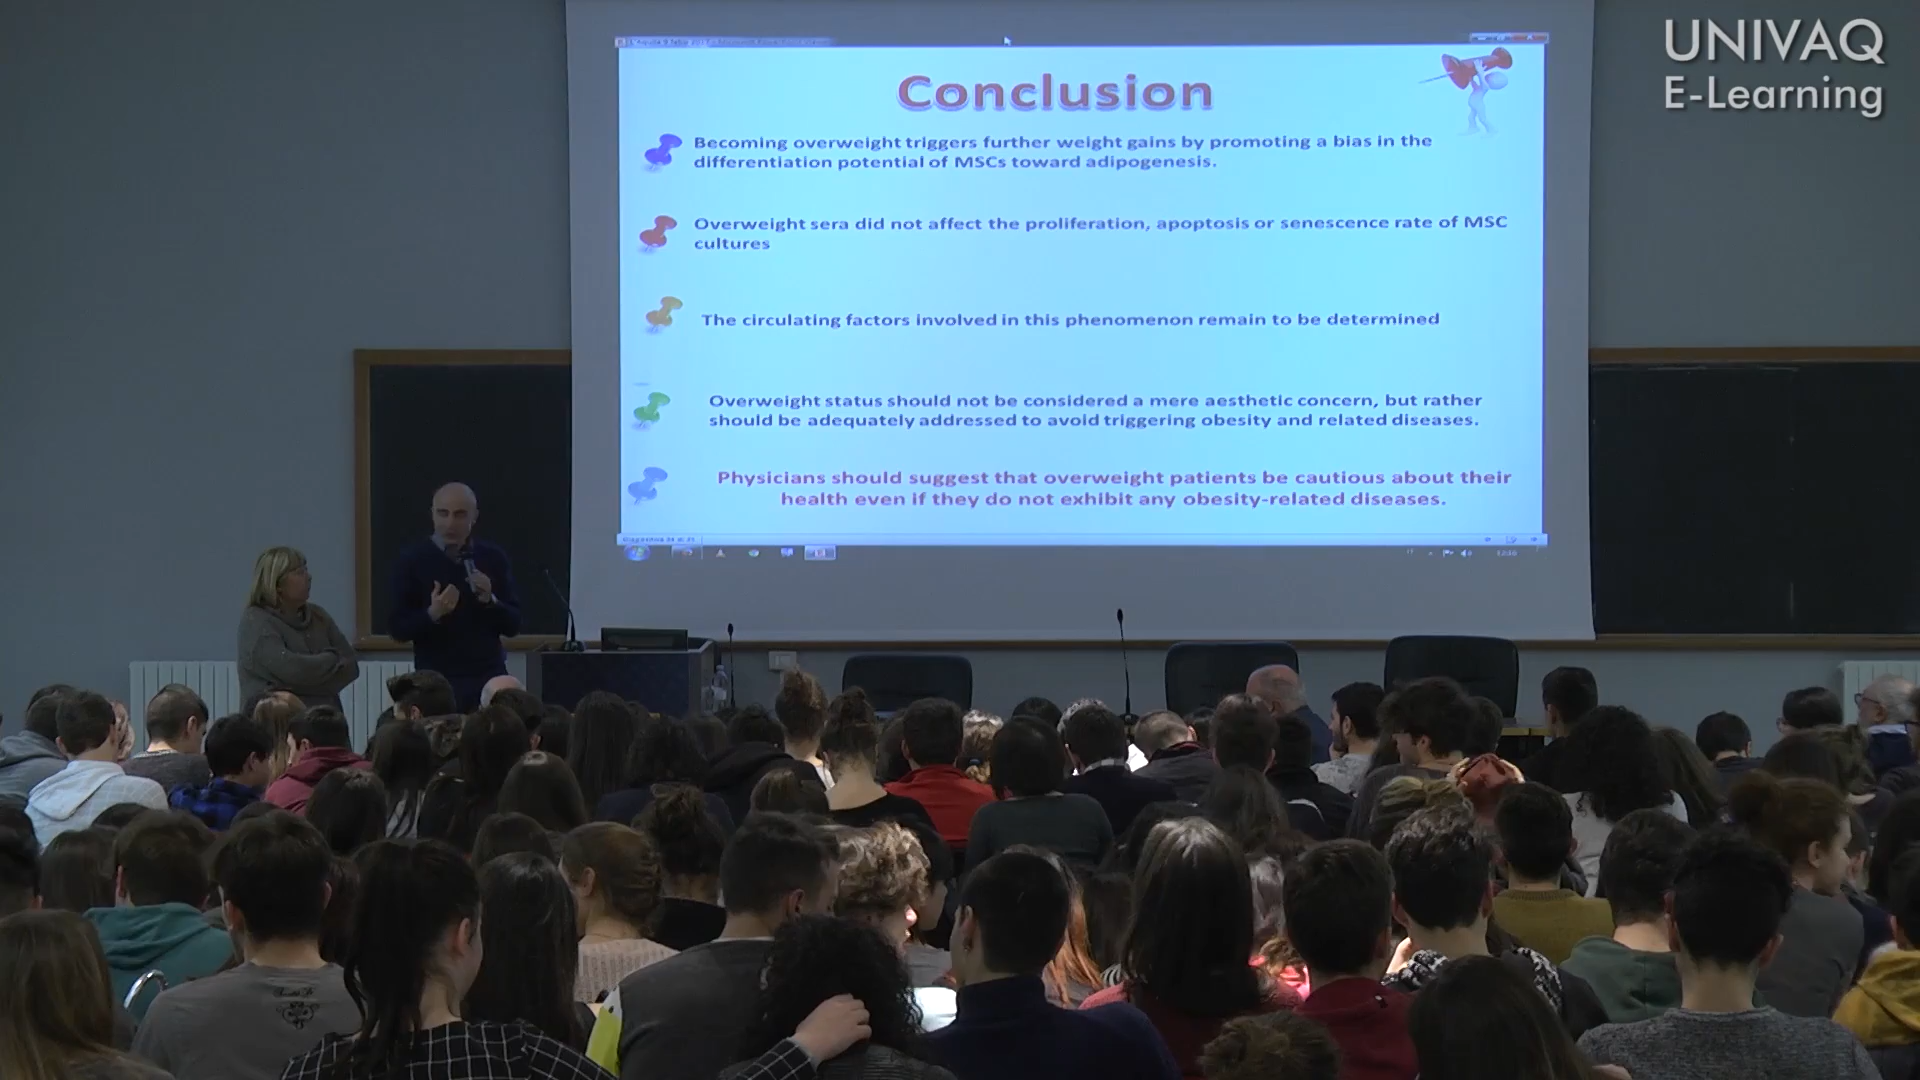 UNIVAQ
E-Learning
Conclusion
Becoming overweight triggers further weight gains by promoting a bias in the
differentiation potential of MSCs toward adipogenesis.
Overweight sera did not affect the proliferation, apoptosis or senescence rate of MSC
cultures
The circulating factors involved in this phenomenon remain to be determined
Overweight status should not be considered a mere aesthetic concern, but rather
should be adequately addressed to avoid triggering obesity and related diseases.
Physicians should suggest that overweight patients be cautious about their
health even if they do not exhibit any obesity-related diseases.